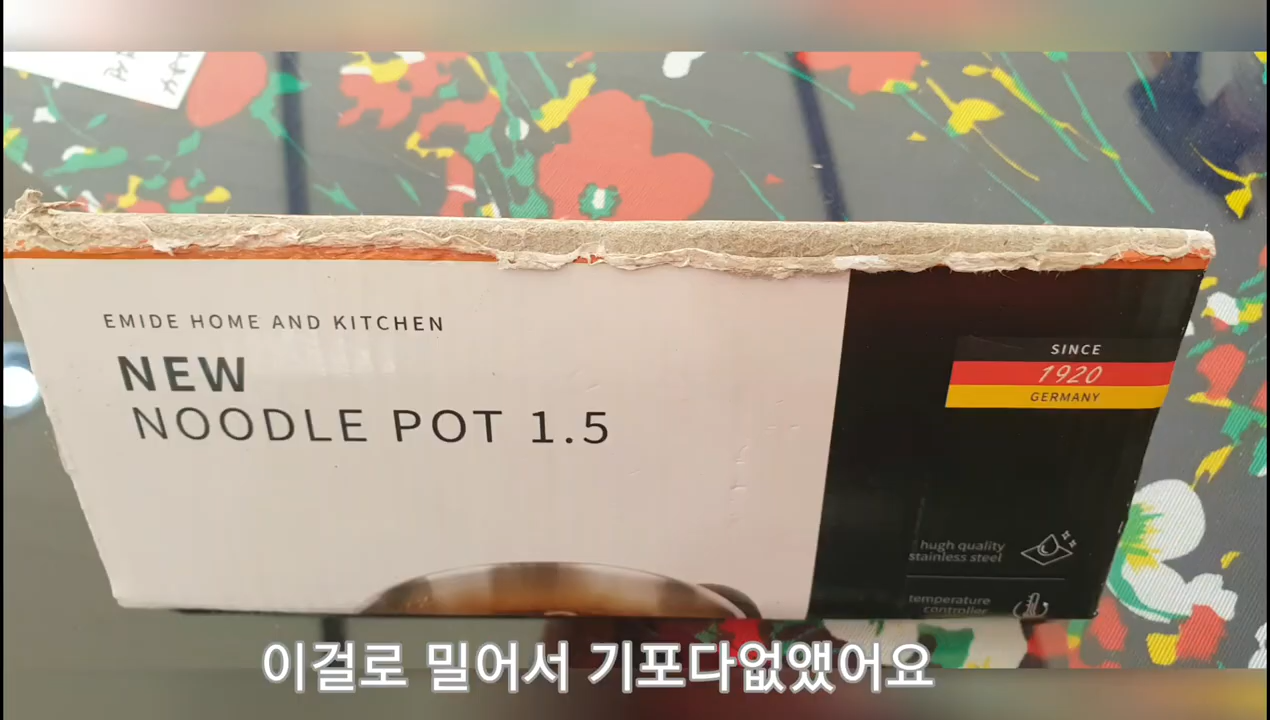 EMIDE HOME AND KITCHEN
NEW
NOODLE POT 1.5
SINCE
1920
GERMANY
hugh quality
stainless steel
temperature
controller
이걸로 밀어서 기포다없앴어요